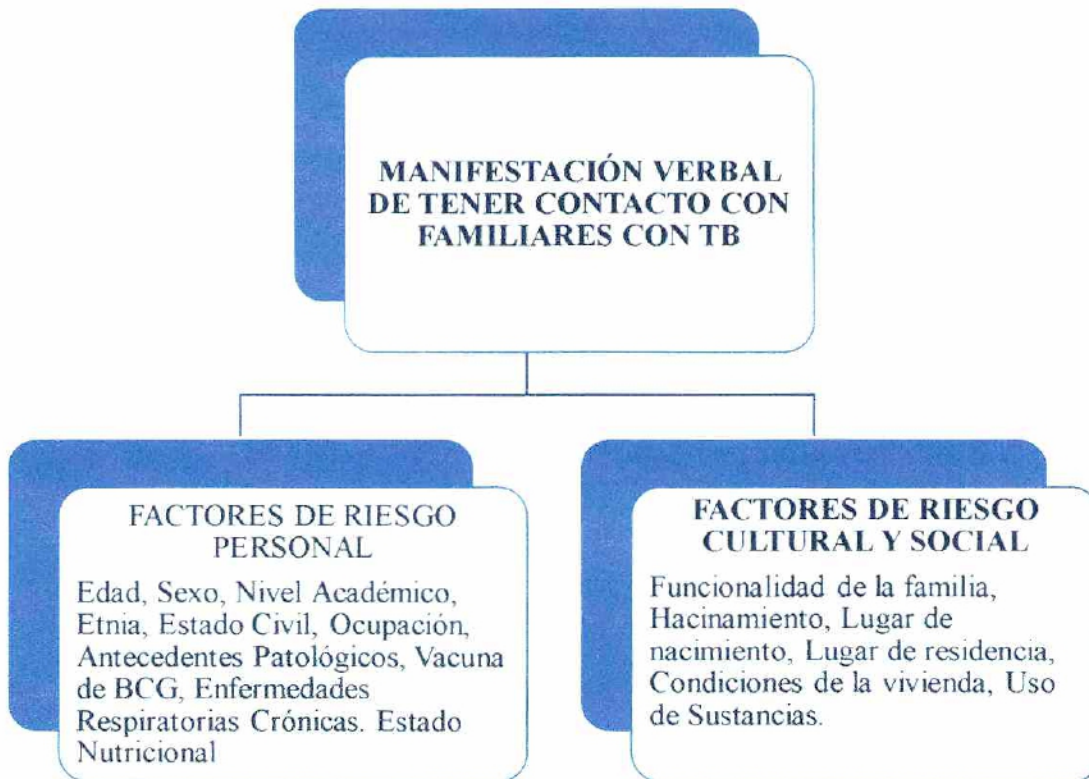 MANIFESTACIÓN VERBAL
DE TENER CONTACTO CON
FAMILIARES CON TB
FACTORES DE RIESGO
PERSONAL
Edad, Sexo, Nivel Académico,
Etnia, Estado Civil, Ocupación,
Antecedentes Patológicos, Vacuna
de BCG, Enfermedades
Respiratorias Crónicas. Estado
Nutricional
FACTORES DE RIESGO
CULTURAL Y SOCIAL
Funcionalidad de la familia,
Hacinamiento, Lugar de
nacimiento, Lugar de residencia,
Condiciones de la vivienda, Uso
de Sustancias.